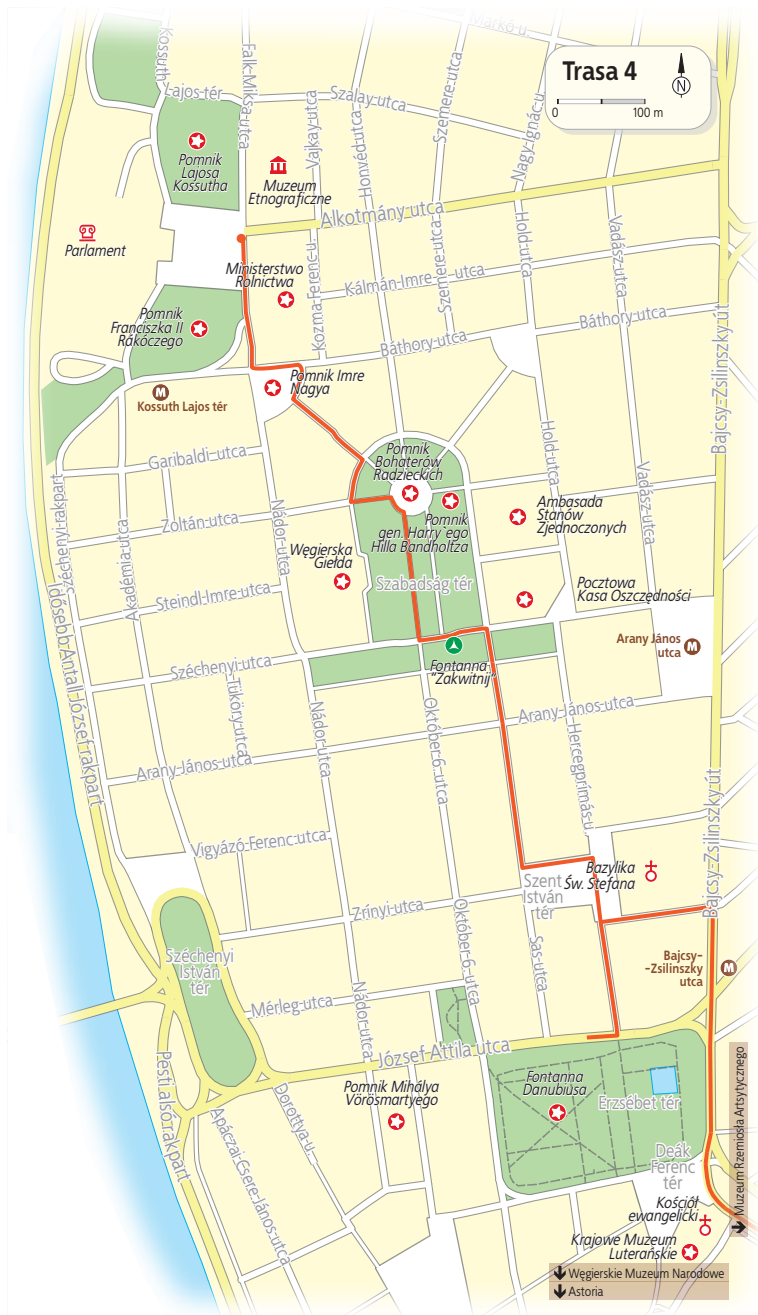 Markó u.
Trasa 4
N
0 100 m
Kossuth
Lajos tér
Falk Miksa utca
Szalay utca
Vajkay utca
Honvéd utca
Szemere utca
Nagy Ignác u.
Pomnik
Lajosa
Kossutha
Muzeum
Etnograficzne
Alkotmány utca
Hold utca
Vadász utca
Parlament
Ministerstwo
Rolnictwa
Kozma Ferenc u.
Kálmán Imre utca
Szemere utca
Pomnik
Franciszka II
Rákóczego
Báthory utca
Báthory utca
Bajcsy-Zsilinszky út
Pomnik Imre
Nagya
M
Kossuth Lajos tér
Garibaldi utca
Pomnik
Bohaterów
Radzieckich
Hold utca
Vadász utca
Széchenyi rakpart
Akadémia utca
Zoltán utca
Nádor utca
Pomnik
gen. Harry`ego
Hilla Bandholtza
Ambasada
Stanów
Zjednoczonych
Węgierska
Giełda
Szabadság tér
Pocztowa
Kasa Oszczędności
Steindl Imre utca
Idősebb Antall József rakpart
Arany János
utca
M
Széchenyi utca
Fontanna
"Zakwitnij"
Tüköry utca
Nádor utca
Október 6. utca
Arany János utca
Hercegprímás u.
Arany János utca
Vigyázó Ferenc utca
Bajcsy-Zsilinszky út
Bazylika
Św. Stefana
Szent
István
tér
Zrínyi utca
Október 6. utca
Sas utca
Széchenyi
István
tér
Bajcsy-
-Zsilinszky
utca
M
Mérleg utca
Nádor utca
József Attila utca
Pesti alsó rakpart
Apáczai Csere János utca
Dorottya u.
Pomnik Mihálya
Vörösmartyego
Fontanna
Danubiusa
Erzsébet tér
Deák
Ferenc
tér
Muzeum Rzemiosła Artsytycznego
Kościół
ewangelicki
Krajowe Muzeum
Luterańskie
Węgierskie Muzeum Narodowe
Astoria